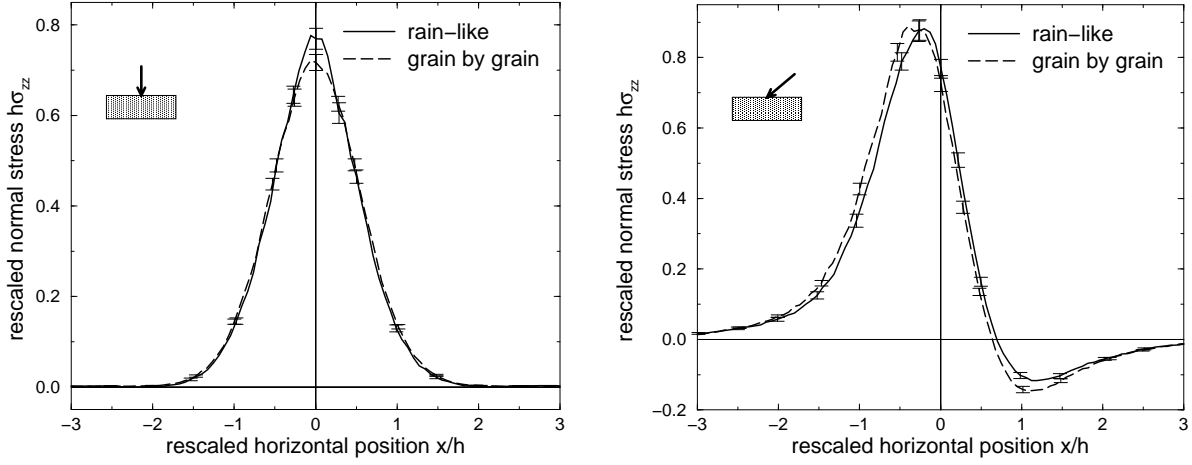 rescaled normal stress hσzz
0.8
0.6
0.4
0.2
0.0
−3 −2 −1 0 1 2 3
rescaled horizontal position x/h
rain−like
grain by grain
rescaled normal stress hσzz
0.8
0.6
0.4
0.2
0.0
−0.2
−3 −2 −1 0 1 2 3
rescaled horizontal position x/h
rain−like
grain by grain